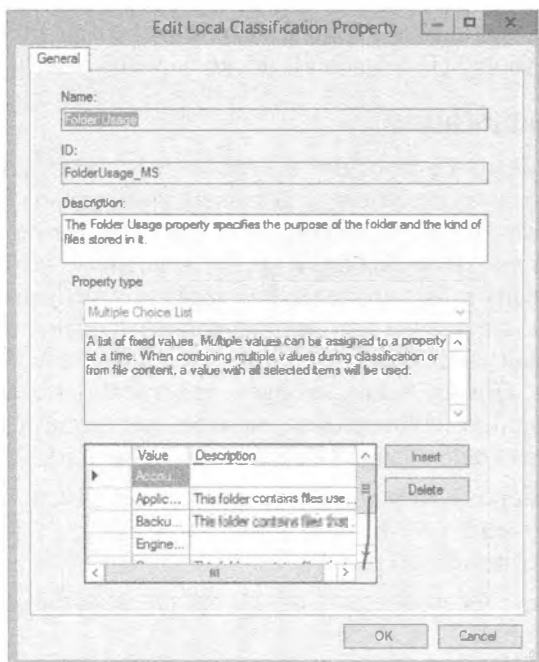 Edit Local Classification Property
General
Name:
Folder Usage
ID:
FolderUsage_MS
Description:
The Folder Usage property specifies the purpose of the folder and the kind of
files stored in it.
Property type
Multiple Choice List
A list of fixed values. Multiple values can be assigned to a property
at a time. When combining multiple values during classification or
from file content, a value with all selected items will be used.
Value Description
Accou...
Insert
Applic... This folder contains files use...
Delete
Backu... This folder contains files that...
Engine...
OK Cancel